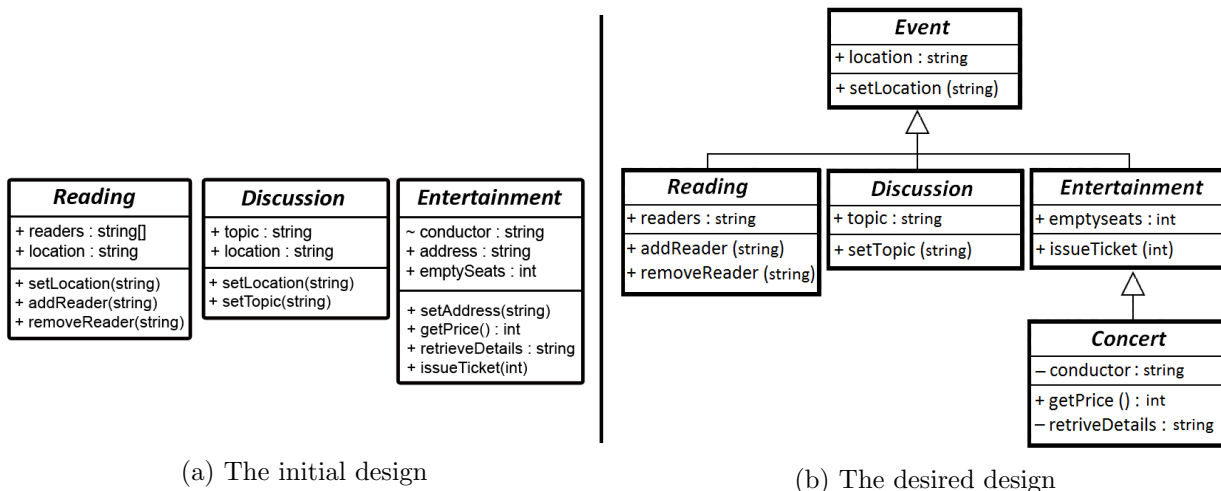 Reading
+ readers : string[]
+ location : string
+ setLocation(string)
+ addReader(string)
+ removeReader(string)
Discussion
+ topic : string
+ location : string
+ setLocation(string)
+ setTopic(string)
Entertainment
~ conductor : string
+ address : string
+ emptySeats : int
+ setAddress(string)
+ getPrice() : int
+ retrieveDetails : string
+ issueTicket(int)
(a) The initial design
Event
+ location : string
+ setLocation (string)
Reading
+ readers : string
+ addReader (string)
+ removeReader (string)
Discussion
+ topic : string
+ setTopic (string)
Entertainment
+ emptyseats : int
+ issueTicket (int)
Concert
– conductor : string
+ getPrice () : int
– retriveDetails : string
(b) The desired design